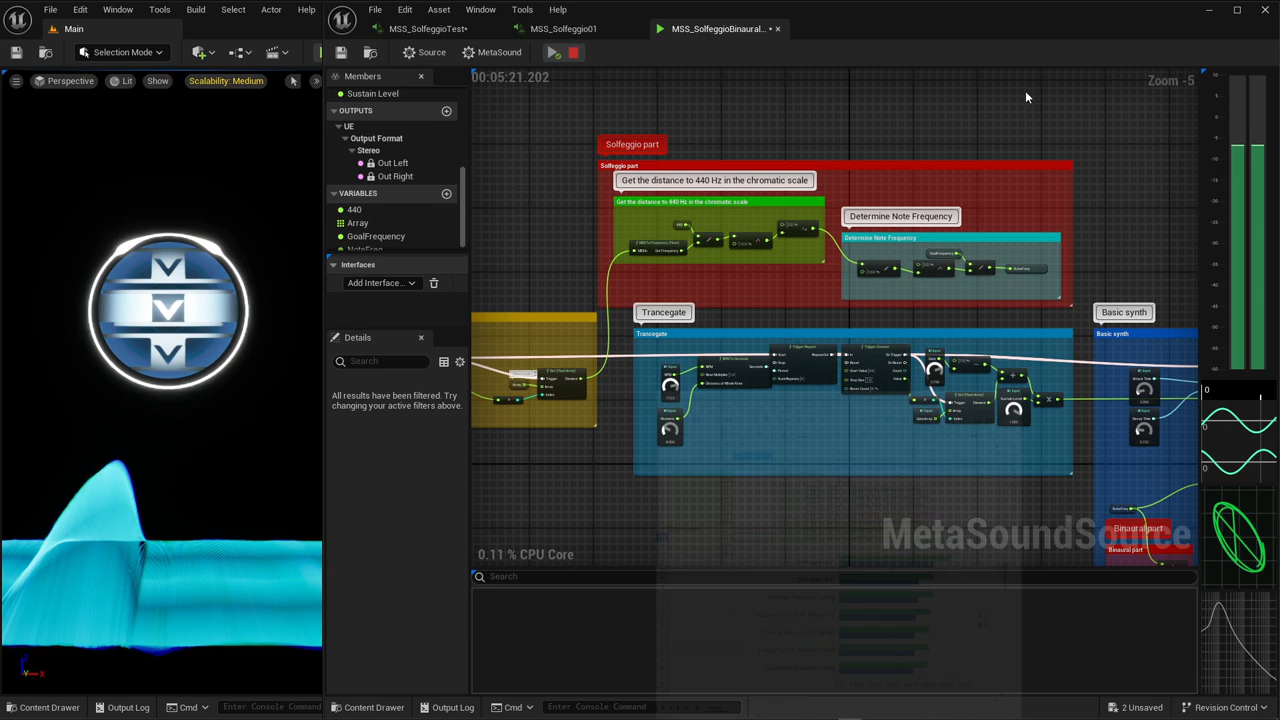 File Edit Window Tools Build Select Actor Help
Main
Selection Mode
Perspective Lit Show Scalability: Medium
Content Drawer Output Log Cmd Enter Console Command
File Edit Asset Window Tools Help
MSS_SolfeggioTest* MSS_Solfeggio01 MSS_SolfeggioBinaural... *
Source MetaSound
Members
Sustain Level
OUTPUTS
UE
Output Format
Stereo
Out Left
Out Right
VARIABLES
440
Array
GoalFrequency
Interfaces
Add Interface...
Details
Search
All results have been filtered. Try
changing your active filters above.
00:05:21.202
Zoom -5
Solfeggio part
Solfeggio part
Get the distance to 440 Hz in the chromatic scale
Get the distance to 440 Hz in the chromatic scale
Determine Note Frequency
Determine Note Frequency
Trancegate
Trancegate
Basic synth
Basic synth
Binaural part
Binaural part
MetaSoundSource
0.11 % CPU Core
Search
Content Drawer Output Log Cmd Enter Console Command
2 Unsaved Revision Control